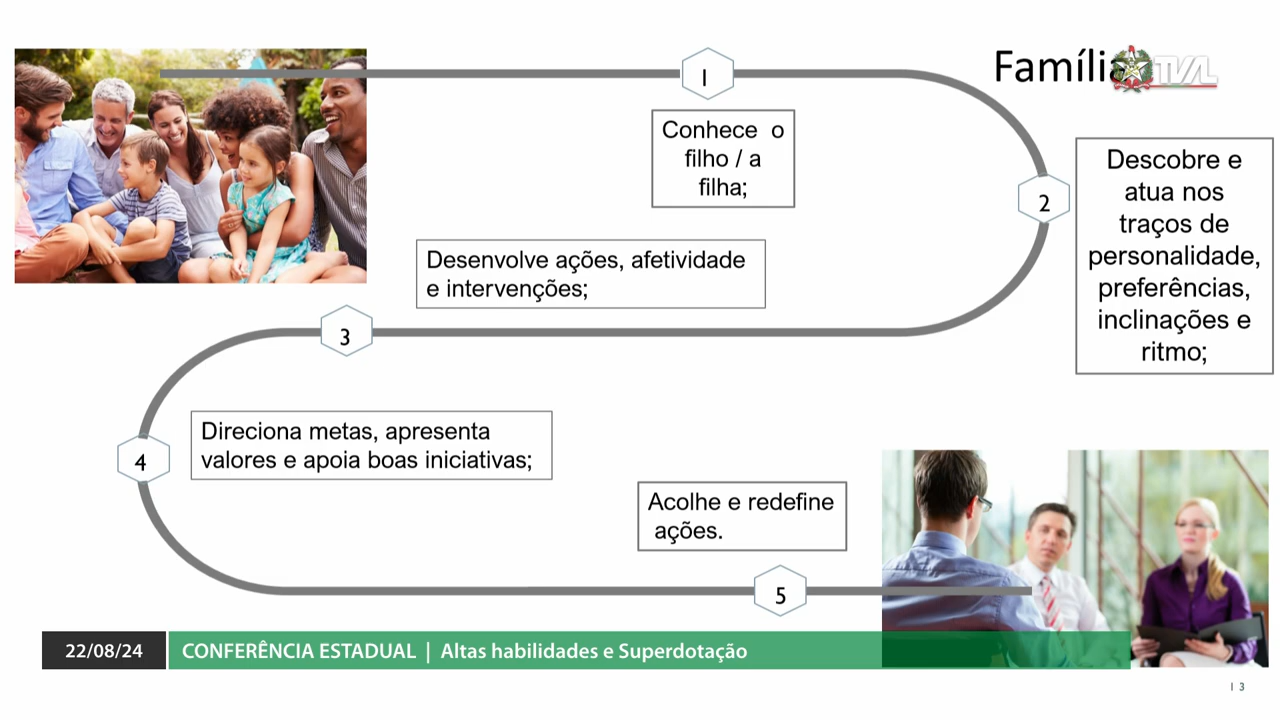 Família
TVAL
1
Conhece o
filho / a
filha;
2
Descobre e
atua nos
traços de
personalidade,
preferências,
inclinações e
ritmo;
Desenvolve ações, afetividade
e intervenções;
3
4
Direciona metas, apresenta
valores e apoia boas iniciativas;
Acolhe e redefine
ações.
5
22/08/24 CONFERÊNCIA ESTADUAL | Altas habilidades e Superdotação
| 3